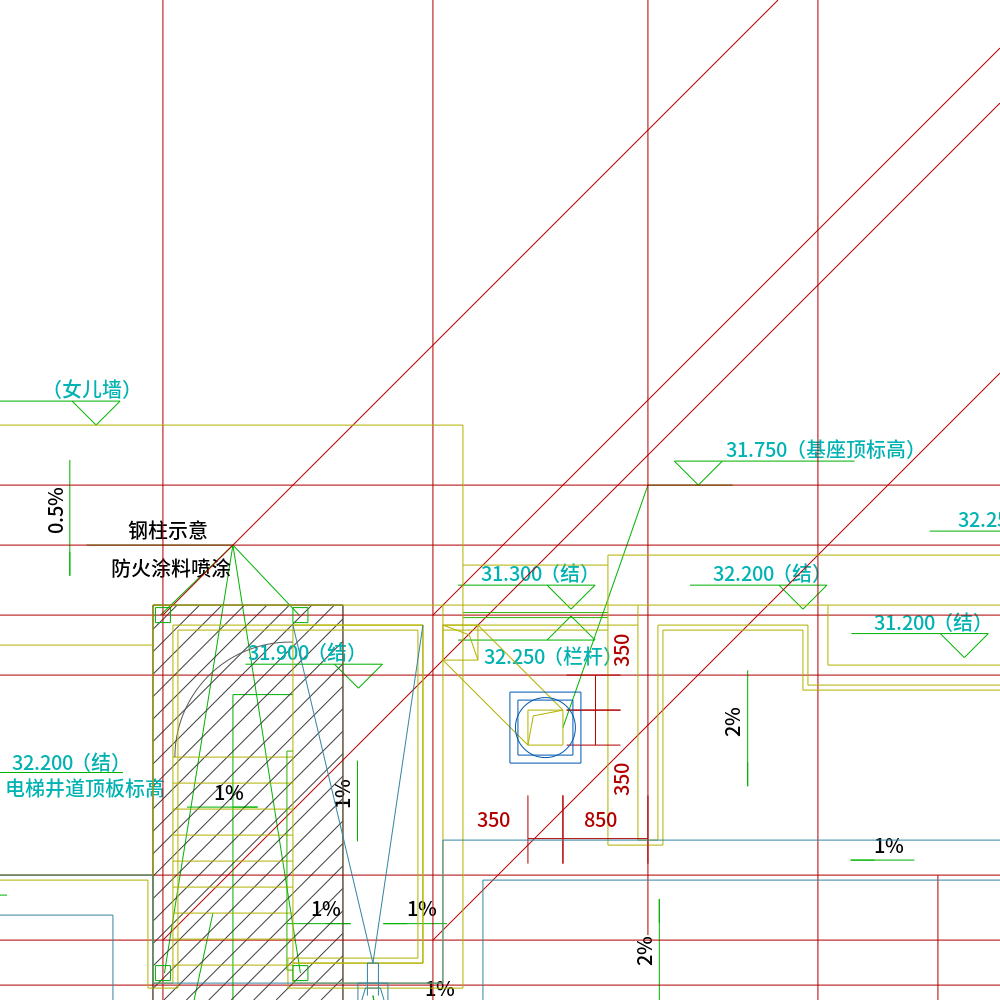 （女儿墙）
31.750（基座顶标高）
0.5%
钢柱示意
防火涂料喷涂
31.300（结）
32.200（结）
31.200（结）
31.900（结）
32.250（栏杆）
350
32.200（结）
电梯井道顶板标高
2%
350
1%
1%
350
850
1%
1%
1%
2%
1%